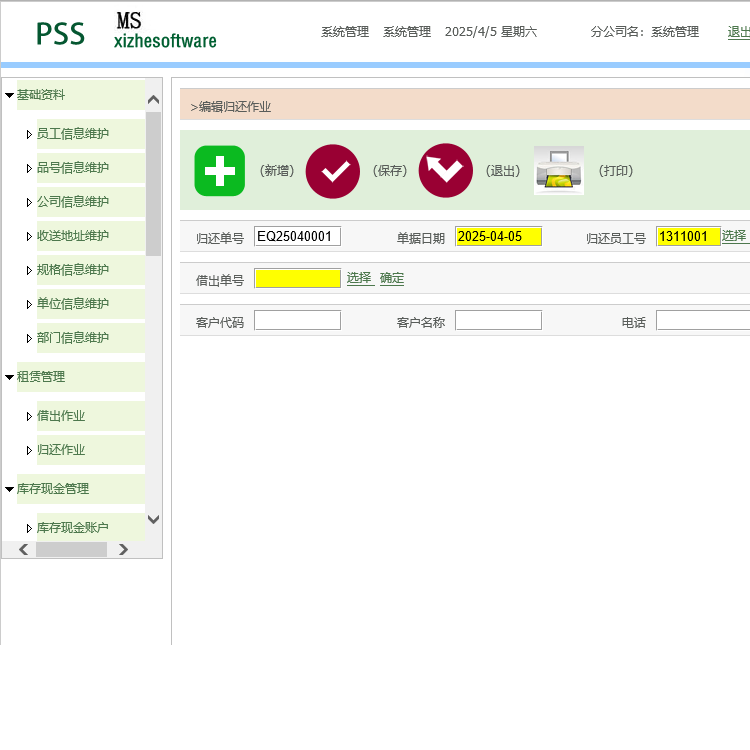 PSS MS
xizhesoftware
系统管理 系统管理 2025/4/5 星期六 分公司名: 系统管理 退出
基础资料
员工信息维护
品号信息维护
公司信息维护
收送地址维护
规格信息维护
单位信息维护
部门信息维护
租赁管理
借出作业
归还作业
库存现金管理
库存现金账户
>编辑归还作业
（新增） （保存） （退出） （打印）
归还单号 EQ25040001 单据日期 2025-04-05 归还员工号 1311001 选择
借出单号 选择 确定
客户代码 客户名称 电话